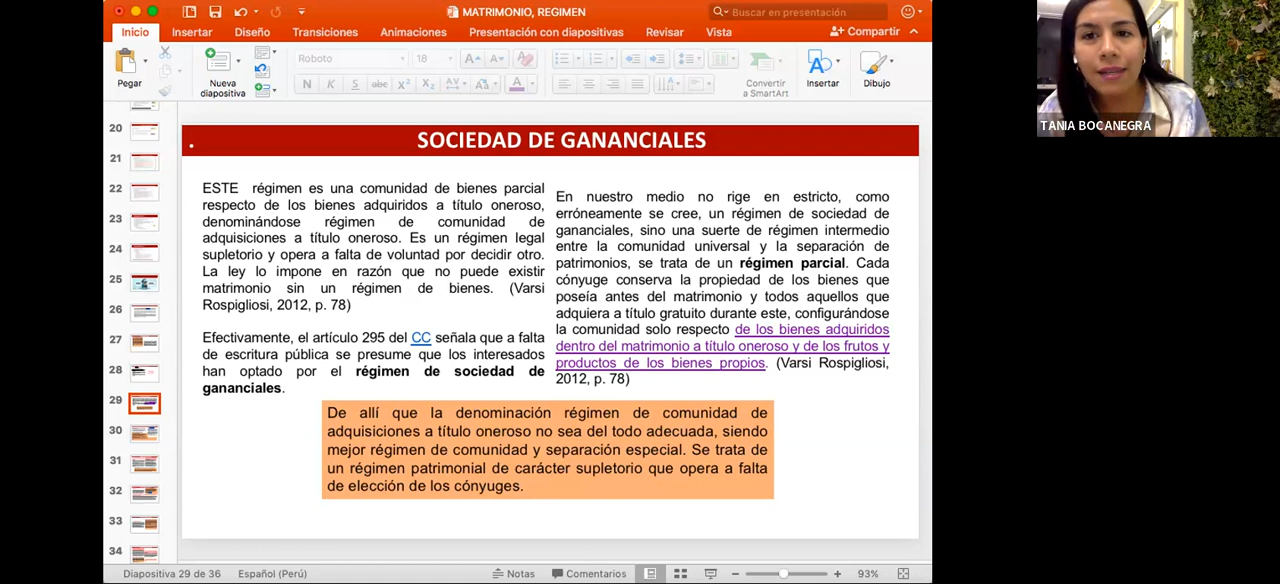 MATRIMONIO, REGIMEN
Buscar en presentación
Inicio
Insertar
Diseño
Transiciones
Animaciones
Presentación con diapositivas
Revisar
Vista
Compartir
Pegar
Nueva
diapositiva
Roboto
18
N K S abc X² X₂ AV Aa A
Convertir
a SmartArt
Insertar
Dibujo
20
21
22
23
24
25
26
27
28
29
30
31
32
33
34
. SOCIEDAD DE GANANCIALES
ESTE régimen es una comunidad de bienes parcial
respecto de los bienes adquiridos a título oneroso,
denominándose régimen de comunidad de
adquisiciones a título oneroso. Es un régimen legal
supletorio y opera a falta de voluntad por decidir otro.
La ley lo impone en razón que no puede existir
matrimonio sin un régimen de bienes. (Varsi
Rospigliosi, 2012, p. 78)
Efectivamente, el artículo 295 del CC señala que a falta
de escritura pública se presume que los interesados
han optado por el régimen de sociedad de
gananciales.
En nuestro medio no rige en estricto, como
erróneamente se cree, un régimen de sociedad de
gananciales, sino una suerte de régimen intermedio
entre la comunidad universal y la separación de
patrimonios, se trata de un régimen parcial. Cada
cónyuge conserva la propiedad de los bienes que
poseía antes del matrimonio y todos aquellos que
adquiera a título gratuito durante este, configurándose
la comunidad solo respecto de los bienes adquiridos
dentro del matrimonio a título oneroso y de los frutos y
productos de los bienes propios. (Varsi Rospigliosi,
2012, p. 78)
De allí que la denominación régimen de comunidad de
adquisiciones a título oneroso no sea del todo adecuada, siendo
mejor régimen de comunidad y separación especial. Se trata de
un régimen patrimonial de carácter supletorio que opera a falta
de elección de los cónyuges.
Diapositiva 29 de 36
Español (Perú)
Notas
Comentarios
93%
TANIA BOCANEGRA